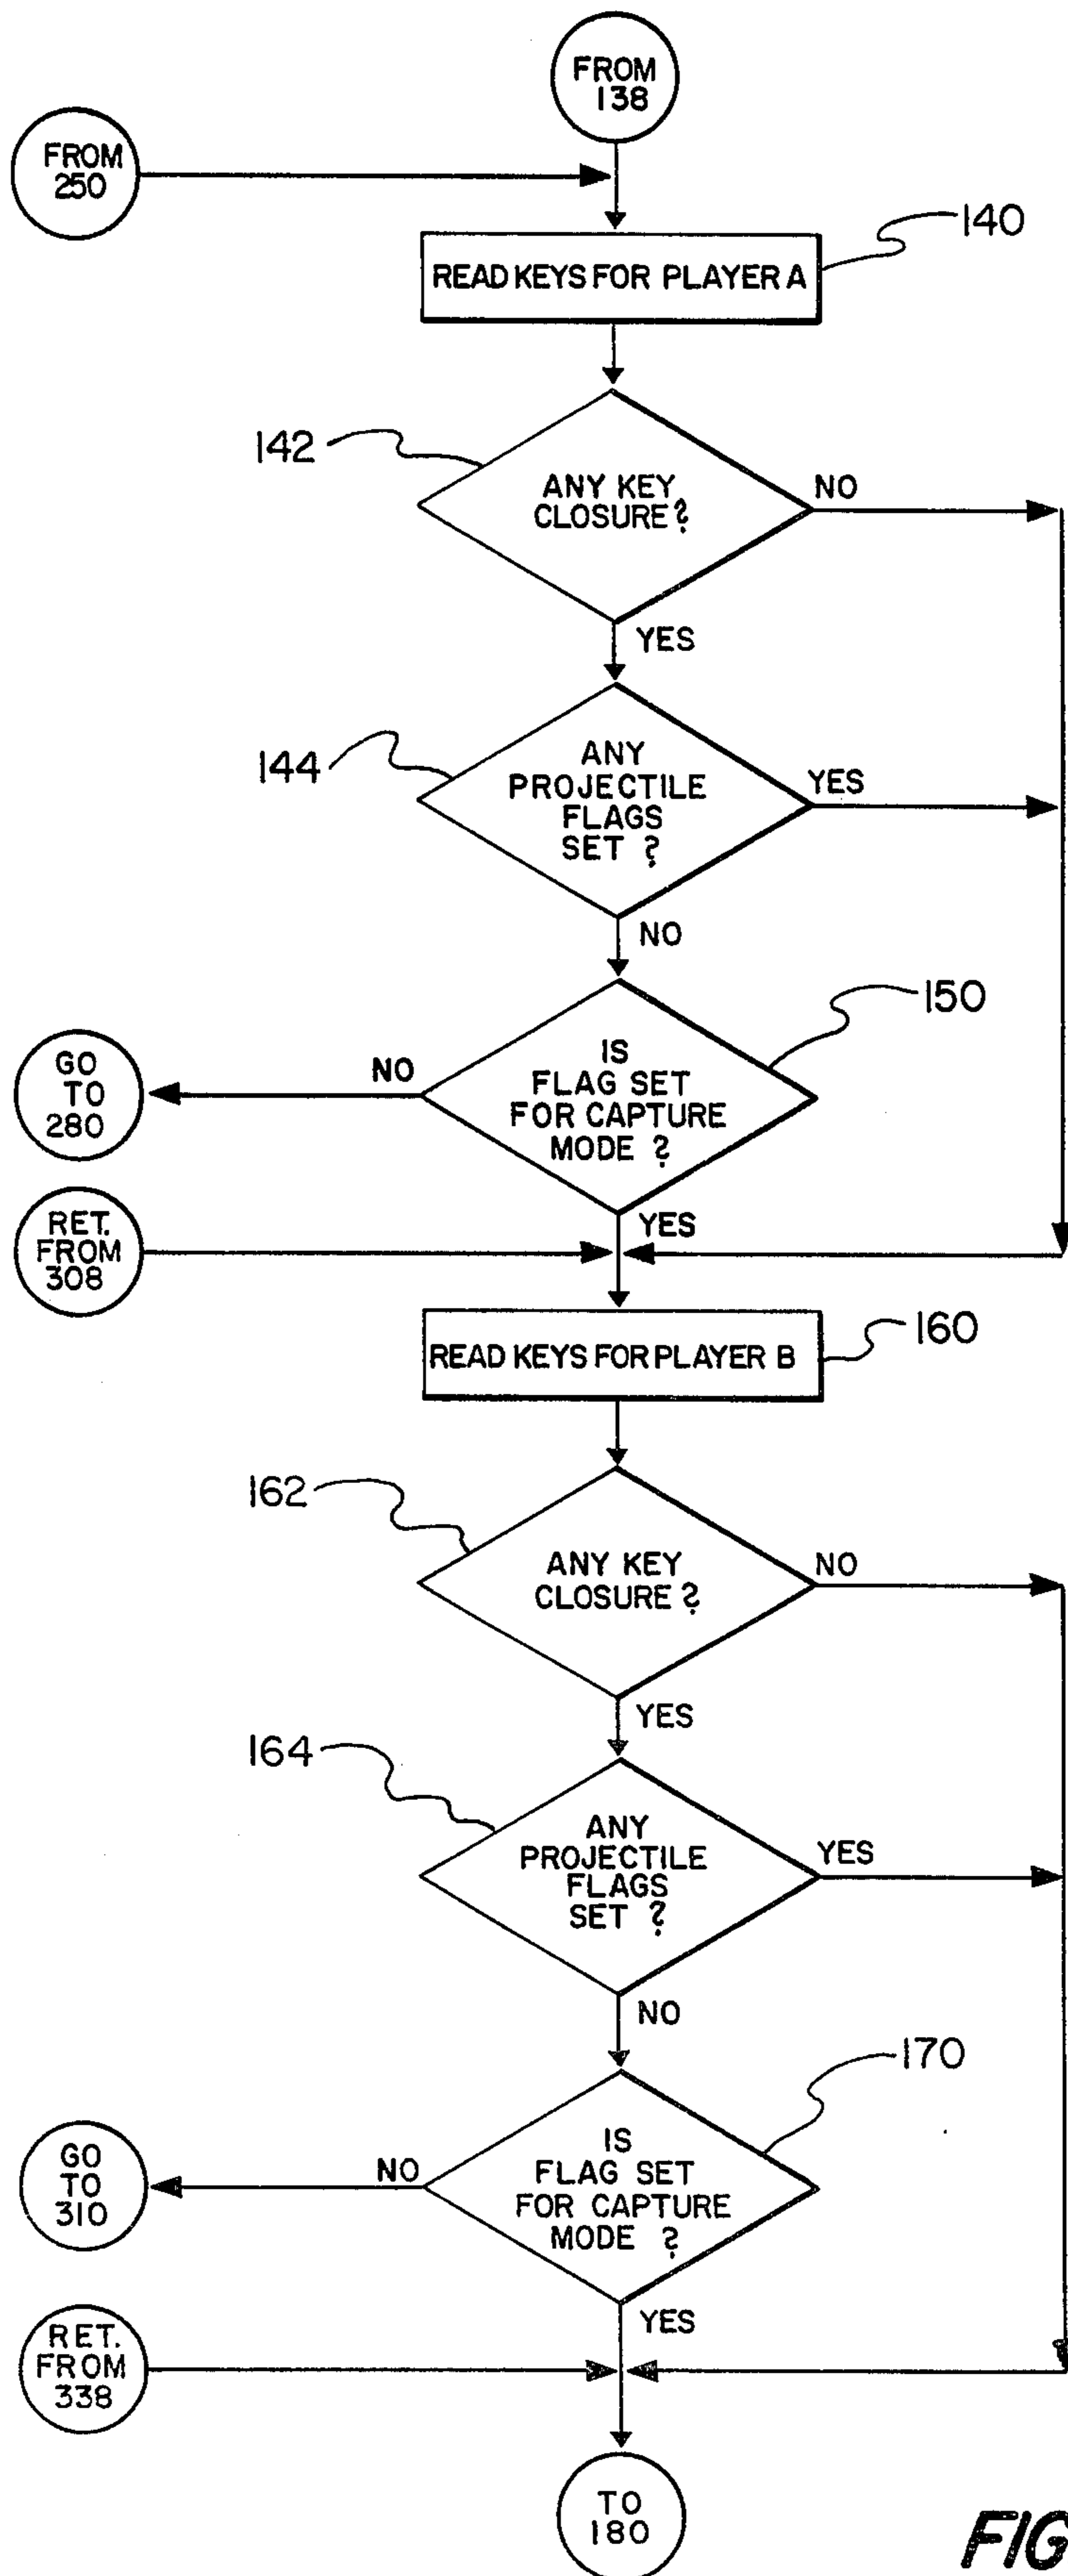 FROM
138
FROM
250
140
READ KEYS FOR PLAYER A
142
ANY KEY
CLOSURE?
NO
YES
144
ANY
PROJECTILE
FLAGS
SET ?
YES
NO
150
IS
FLAG SET
FOR CAPTURE
MODE ?
NO
GO
TO
280
YES
RET.
FROM
308
160
READ KEYS FOR PLAYER B
162
ANY KEY
CLOSURE?
NO
YES
164
ANY
PROJECTILE
FLAGS
SET ?
YES
NO
170
IS
FLAG SET
FOR CAPTURE
MODE ?
NO
GO
TO
310
YES
RET.
FROM
338
TO
180
FIG